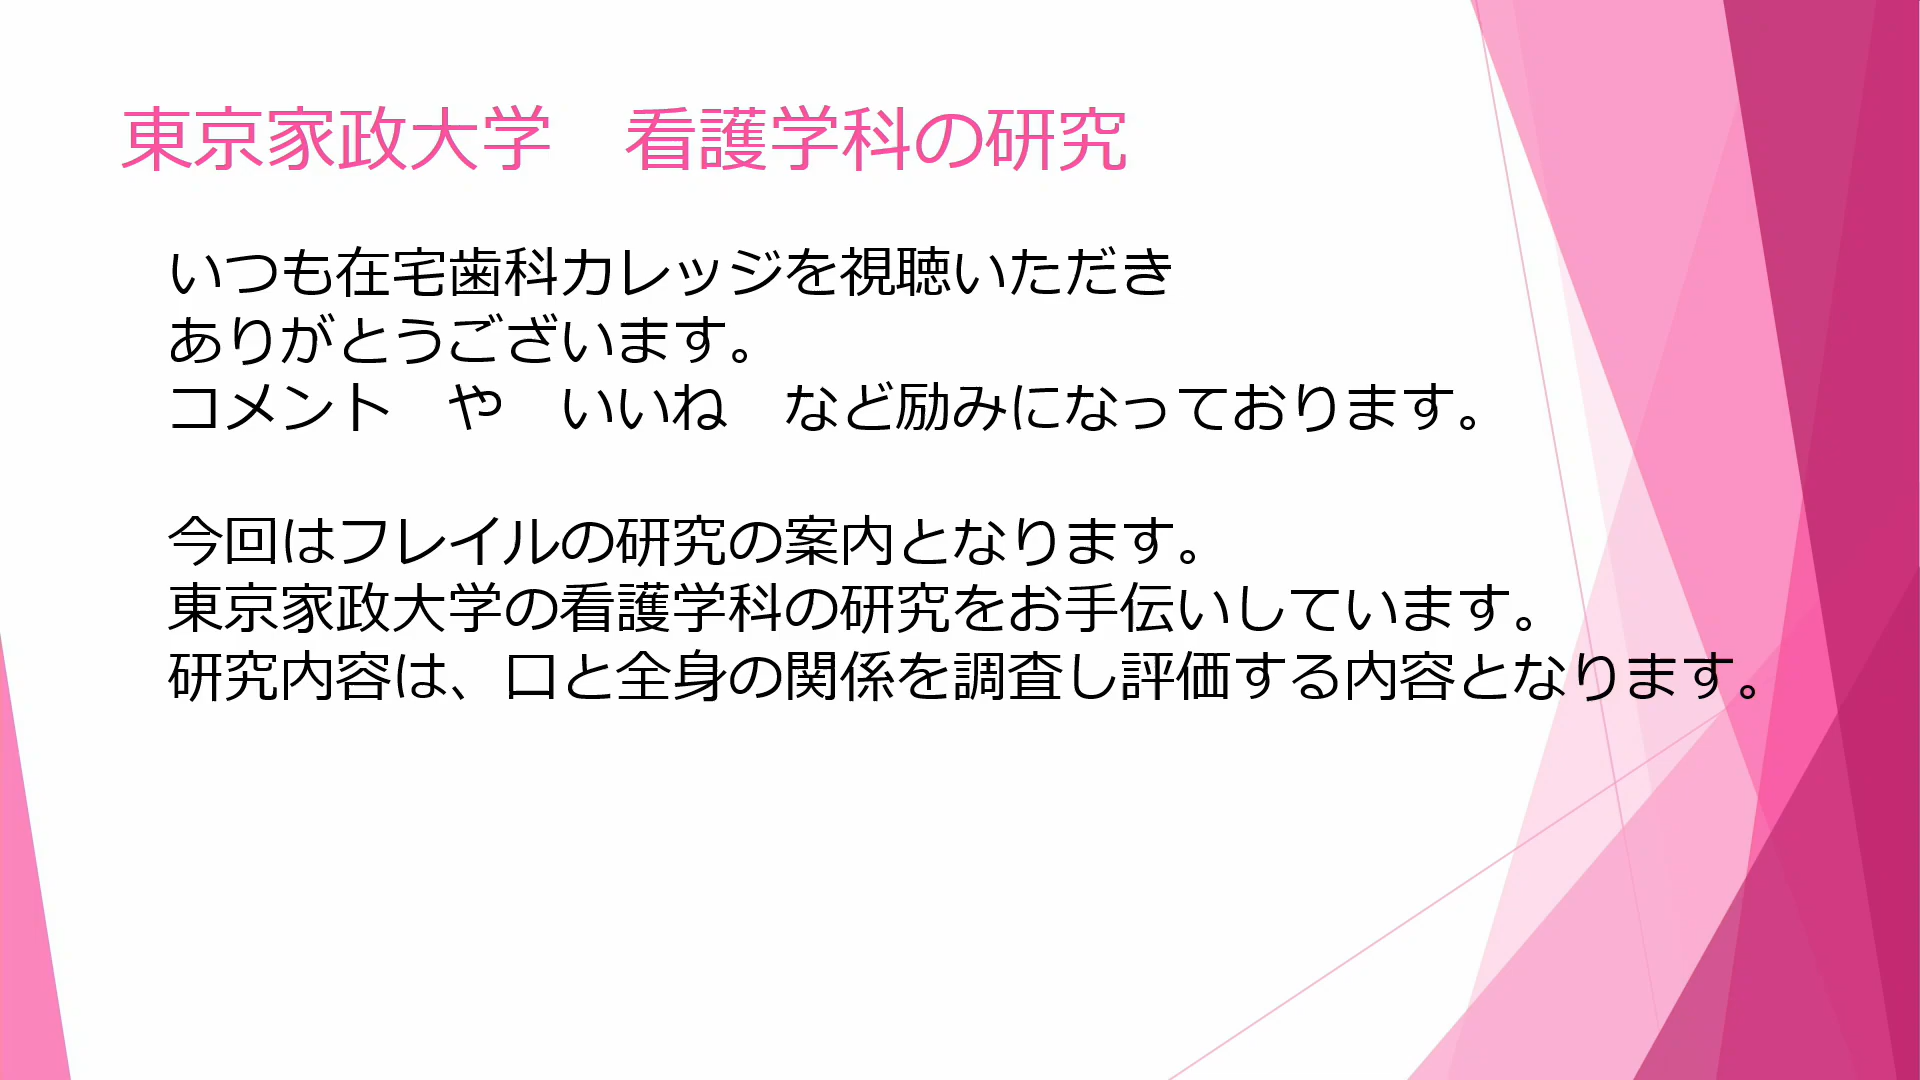 東京家政大学　看護学科の研究
いつも在宅歯科カレッジを視聴いただき
ありがとうございます。
コメント　や　いいね　など励みになっております。
今回はフレイルの研究の案内となります。
東京家政大学の看護学科の研究をお手伝いしています。
研究内容は、口と全身の関係を調査し評価する内容となります。